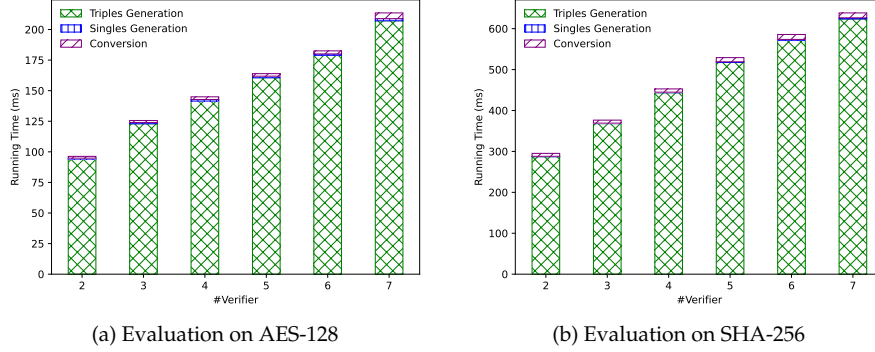 Triples Generation
Singles Generation
Conversion
200
175
150
125
100
75
50
25
0
Running Time (ms)
2 3 4 5 6 7
#Verifier
(a) Evaluation on AES-128
Triples Generation
Singles Generation
Conversion
600
500
400
300
200
100
0
Running Time (ms)
2 3 4 5 6 7
#Verifier
(b) Evaluation on SHA-256